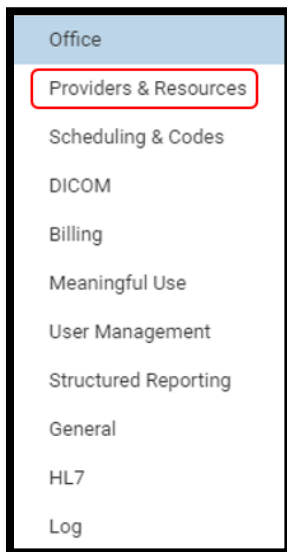 Office
Providers & Resources
Scheduling & Codes
DICOM
Billing
Meaningful Use
User Management
Structured Reporting
General
HL7
Log